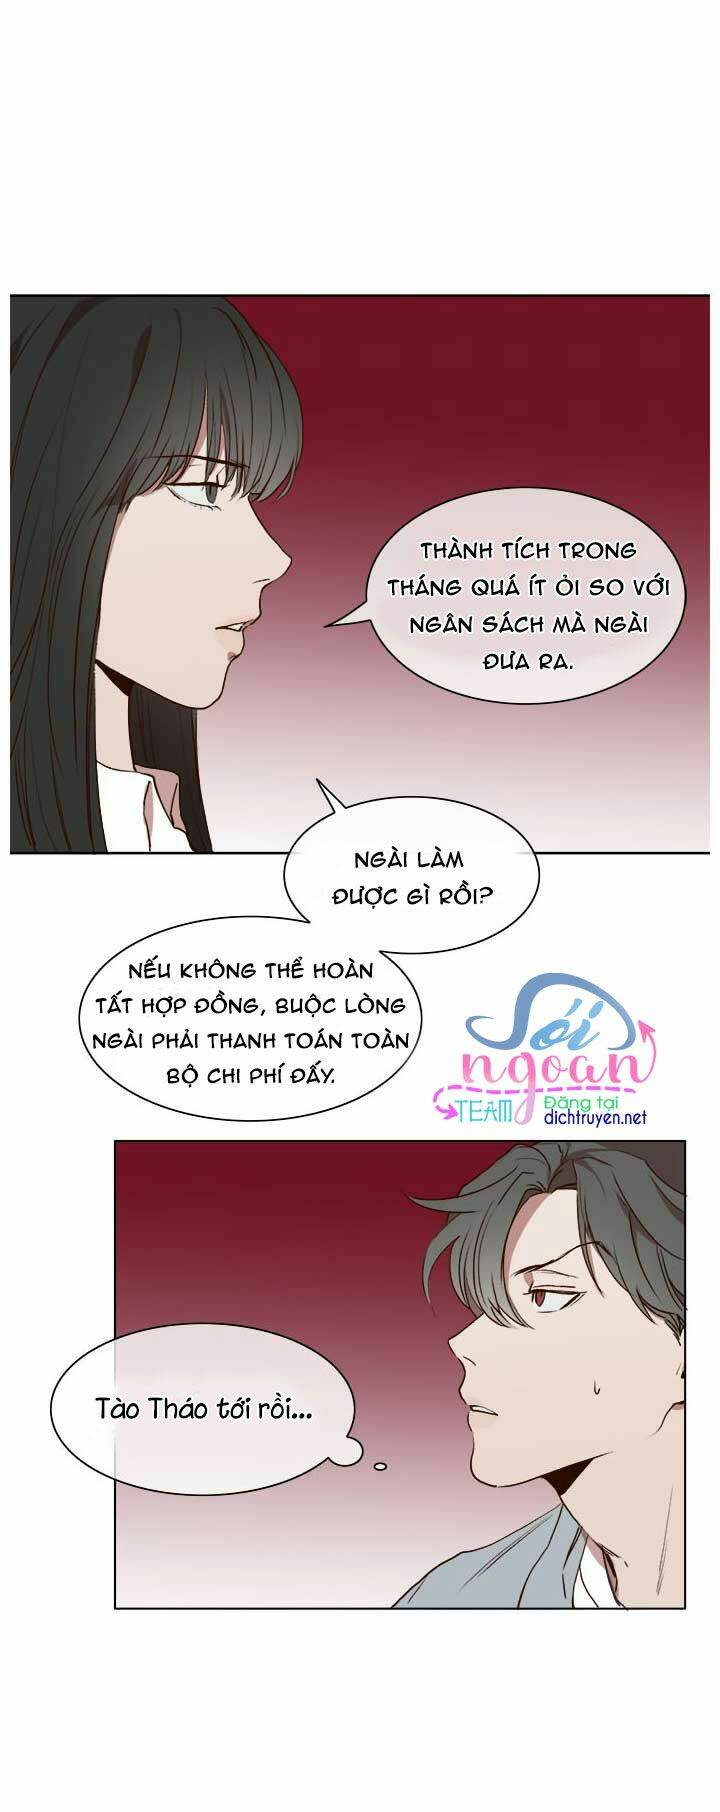 THÀNH TÍCH TRONG
THÁNG QUÁ ÍT ỎI SO VỚI
NGÂN SÁCH MÀ NGÀI
ĐƯA RA.
NGÀI LÀM
ĐƯỢC GÌ RỒI?
NẾU KHÔNG THỂ HOÀN
TẤT HỢP ĐỒNG, BUỘC LÒNG
NGÀI PHẢI THANH TOÁN TOÀN
BỘ CHI PHÍ ĐẤY.
Sói
ngoan
TEAM
Đăng tại
dichtruyen.net
Tào Tháo tới rồi...